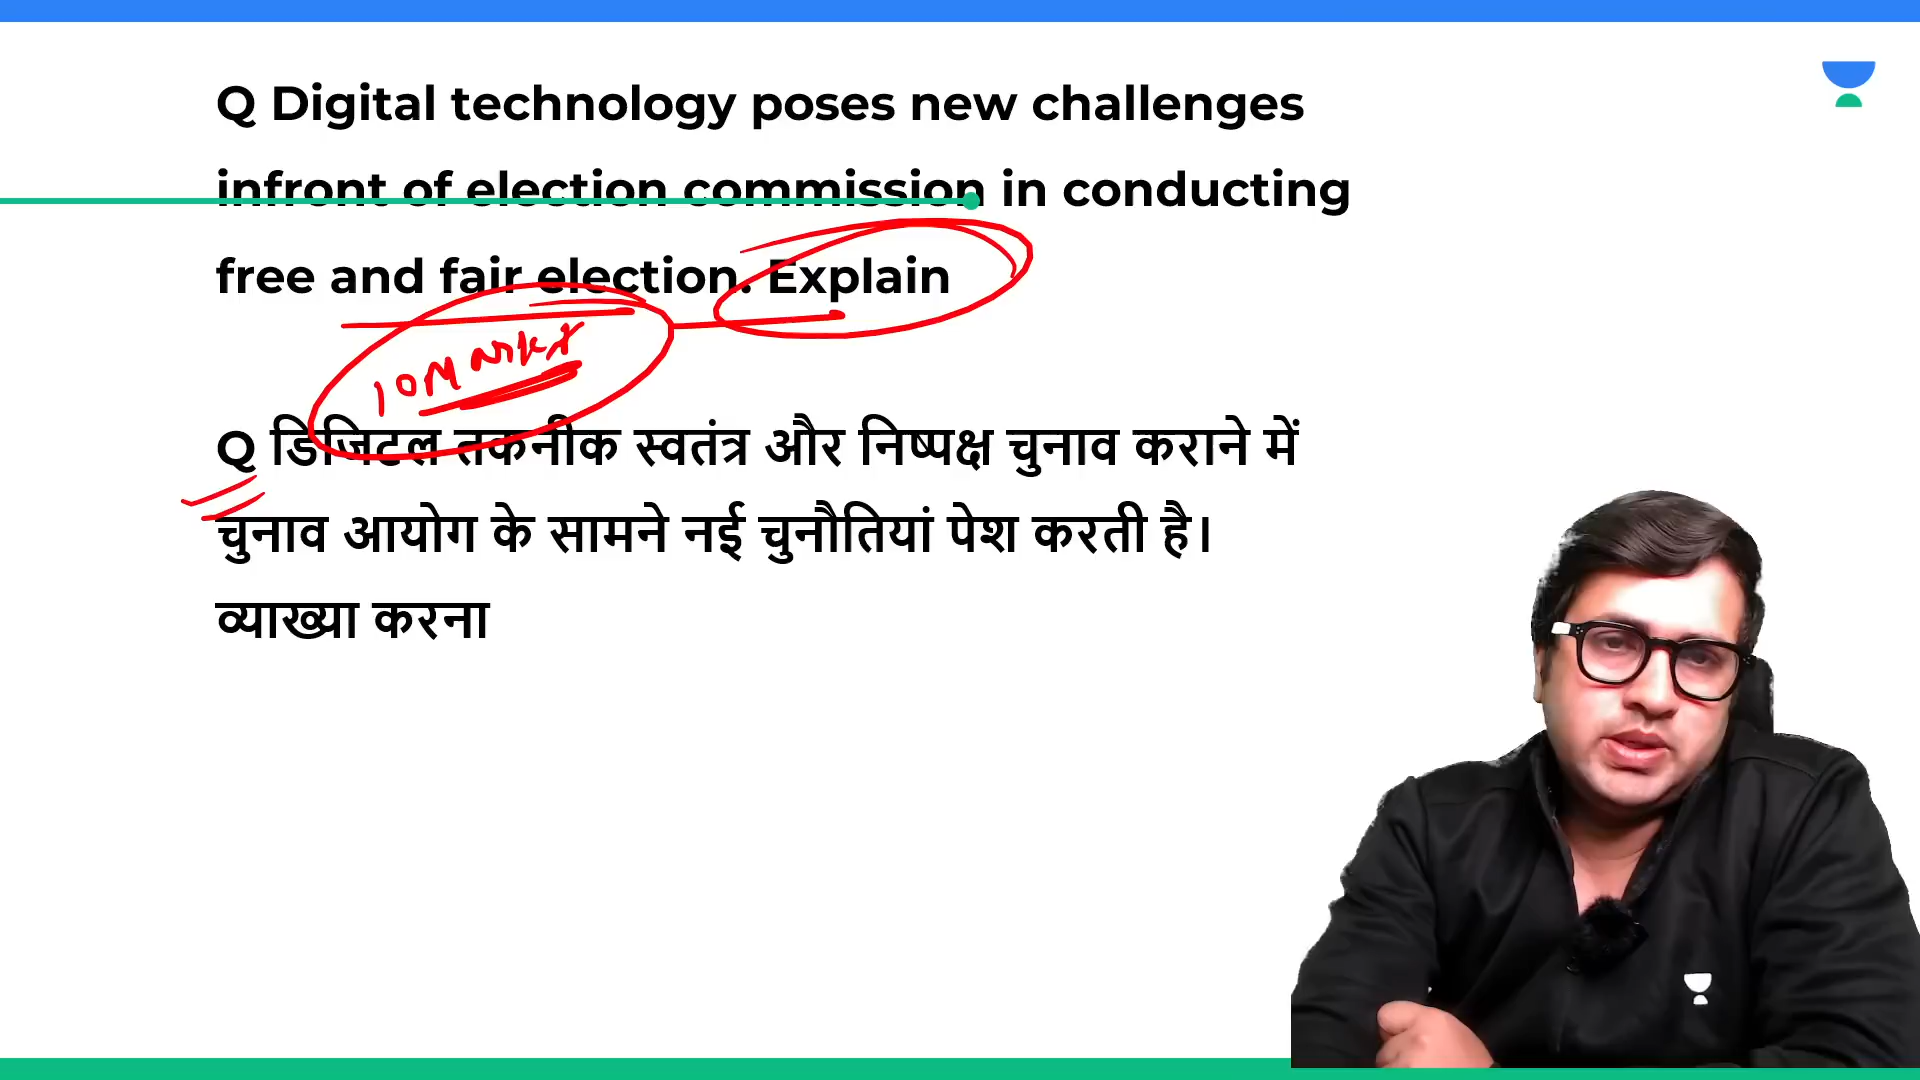 Q Digital technology poses new challenges
infront of election commission in conducting
free and fair election. Explain
10 Marker
Q डिजिटल तकनीक स्वतंत्र और निष्पक्ष चुनाव कराने में
चुनाव आयोग के सामने नई चुनौतियां पेश करती है।
व्याख्या करना